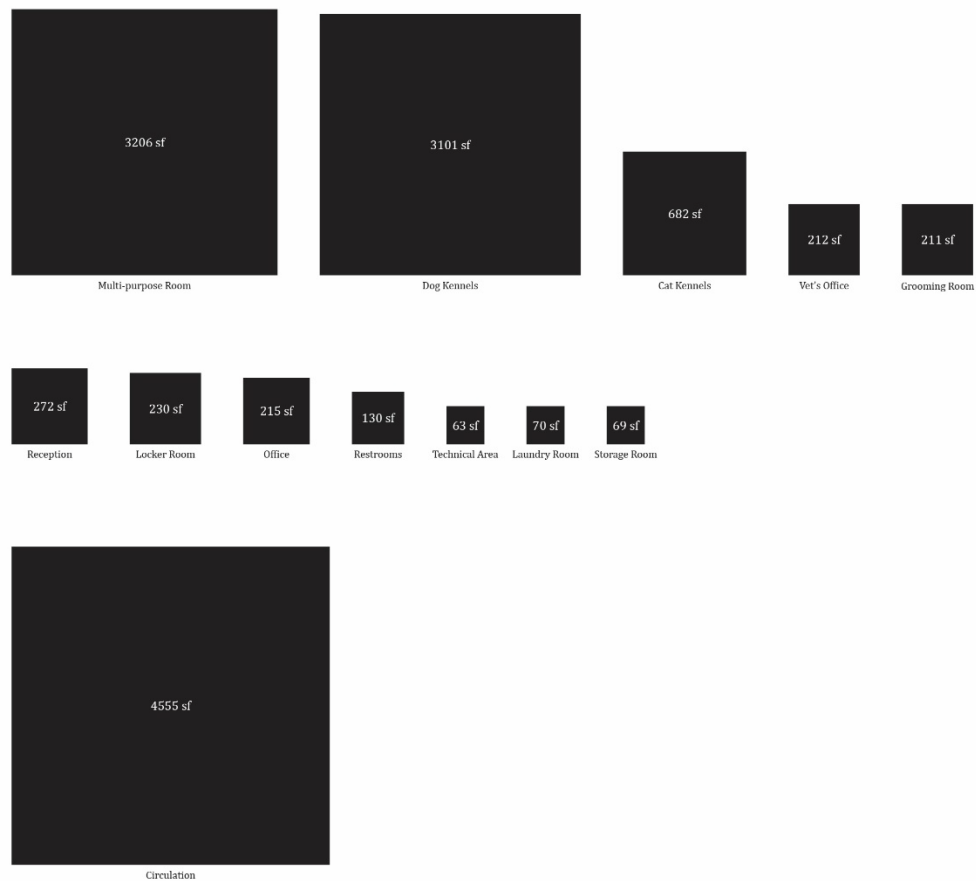 3206 sf
3101 sf
682 sf
212 sf
211 sf
Multi-purpose Room
Dog Kennels
Cat Kennels
Vet's Office
Grooming Room
272 sf
230 sf
215 sf
130 sf
63 sf
70 sf
69 sf
Reception
Locker Room
Office
Restrooms
Technical Area
Laundry Room
Storage Room
4555 sf
Circulation